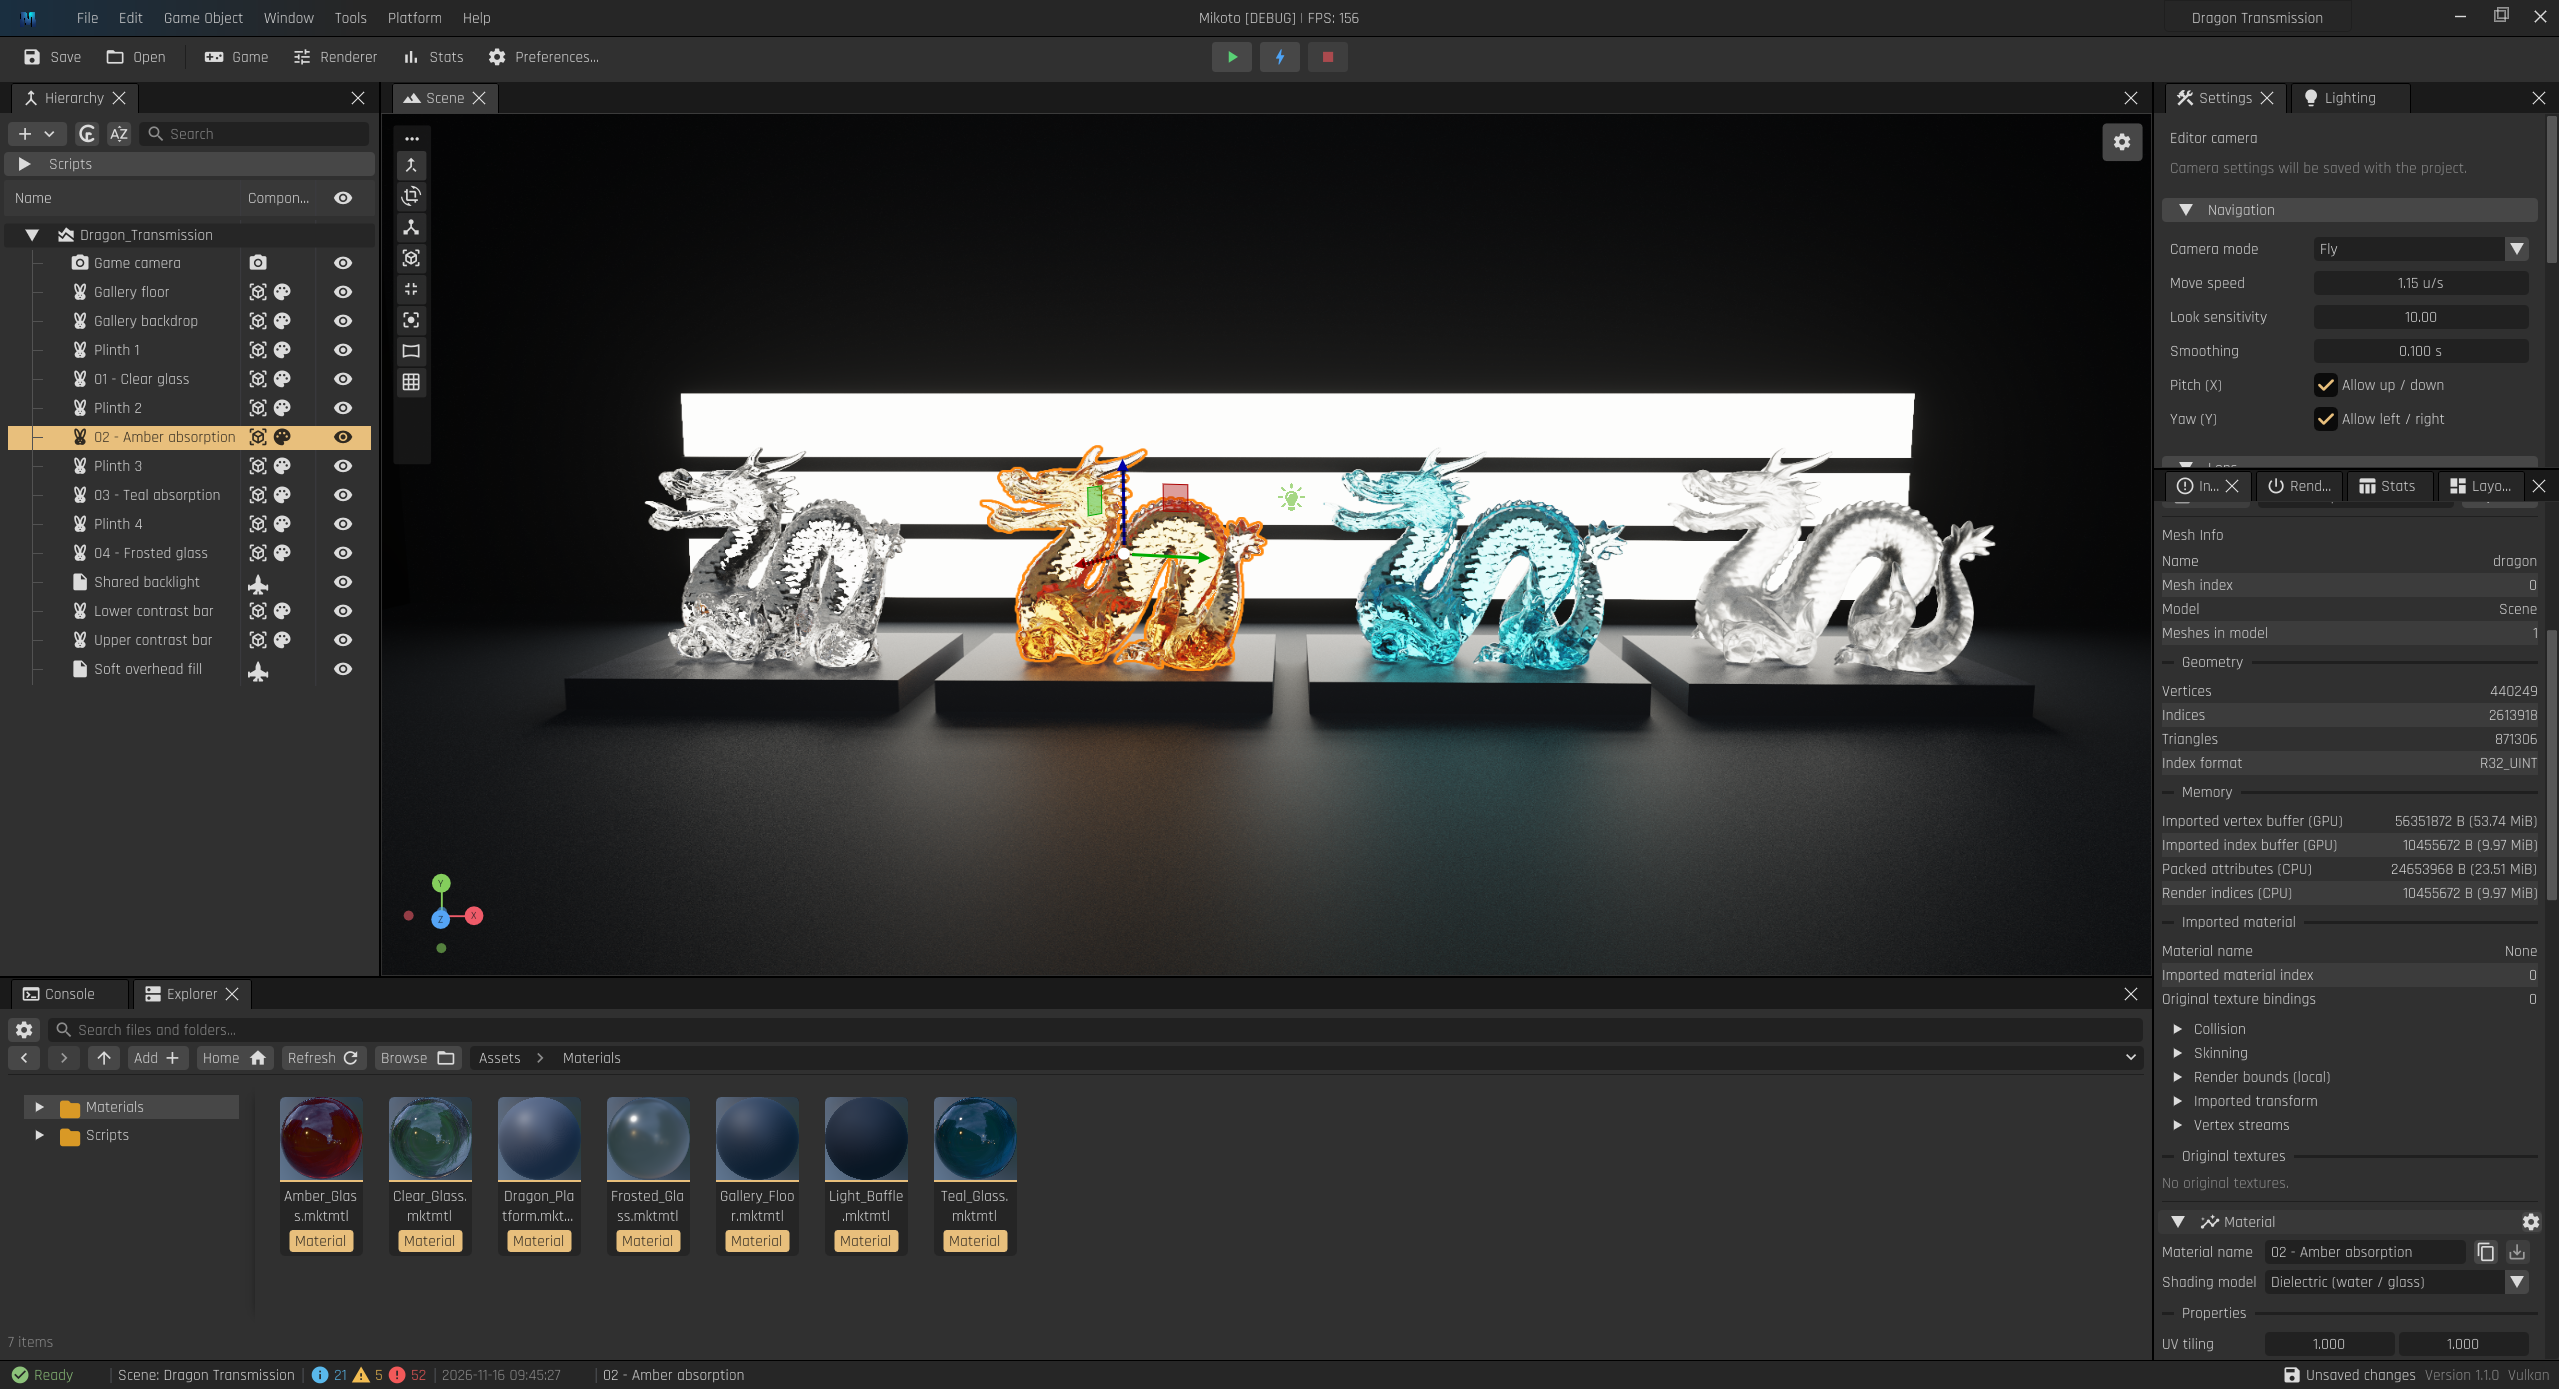 File Edit Game Object Window Tools Platform Help
Mikoto [DEBUG] | FPS: 156
Dragon Transmission
Save Open Game Renderer Stats Preferences...
Hierarchy
Search
Scripts
Name Compon...
Dragon_Transmission
Game camera
Gallery floor
Gallery backdrop
Plinth 1
01 - Clear glass
Plinth 2
02 - Amber absorption
Plinth 3
03 - Teal absorption
Plinth 4
04 - Frosted glass
Shared backlight
Lower contrast bar
Upper contrast bar
Soft overhead fill
Scene
Y
Z X
Settings Lighting
Editor camera
Camera settings will be saved with the project.
Navigation
Camera mode Fly
Move speed 1.15 u/s
Look sensitivity 10.00
Smoothing 0.100 s
Pitch (X) Allow up / down
Yaw (Y) Allow left / right
In... Rend... Stats Layo...
Mesh Info
Name dragon
Mesh index 0
Model Scene
Meshes in model 1
Geometry
Vertices 440249
Indices 2613918
Triangles 871306
Index format R32_UINT
Memory
Imported vertex buffer (GPU) 56351872 B (53.74 MiB)
Imported index buffer (GPU) 10455672 B (9.97 MiB)
Packed attributes (CPU) 24653968 B (23.51 MiB)
Render indices (CPU) 10455672 B (9.97 MiB)
Imported material
Material name None
Imported material index 0
Original texture bindings 0
Collision
Skinning
Render bounds (local)
Imported transform
Vertex streams
Original textures
No original textures.
Material
Material name 02 - Amber absorption
Shading model Dielectric (water / glass)
Properties
UV tiling 1.000 1.000
Console Explorer
Search files and folders...
Add Home Refresh Browse Assets Materials
Materials
Scripts
Amber_Glas
s.mktmtl
Material
Clear_Glass.
mktmtl
Material
Dragon_Pla
tform.mkt...
Material
Frosted_Gla
ss.mktmtl
Material
Gallery_Floo
r.mktmtl
Material
Light_Baffle
.mktmtl
Material
Teal_Glass.
mktmtl
Material
7 items
Ready | Scene: Dragon Transmission | 21 5 52 | 2026-11-16 09:45:27 | 02 - Amber absorption
Unsaved changes Version 1.1.0 Vulkan